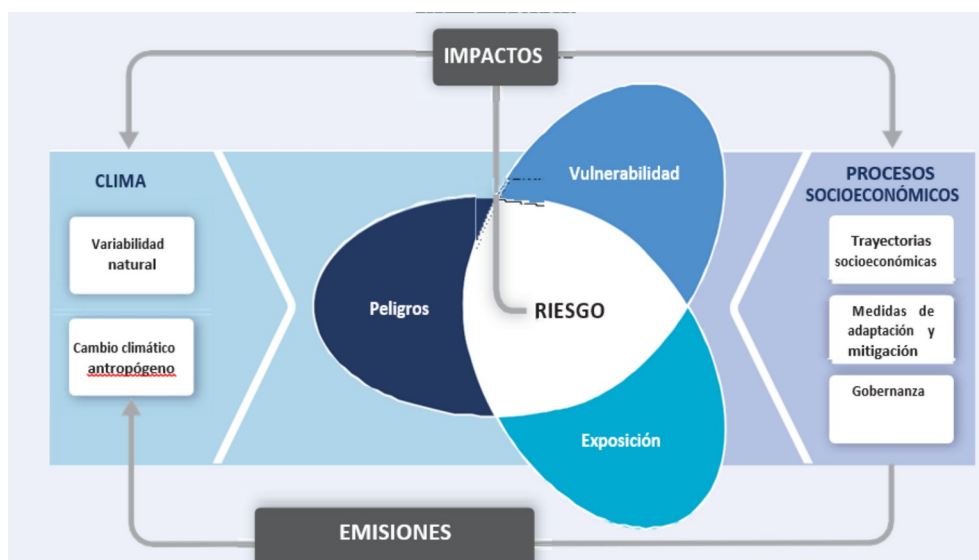 IMPACTOS
CLIMA
Variabilidad
natural
Cambio climático
antropógeno
Vulnerabilidad
Peligros
RIESGO
Exposición
PROCESOS
SOCIOECONÓMICOS
Trayectorias
socioeconómicas
Medidas de
adaptación y
mitigación
Gobernanza
EMISIONES